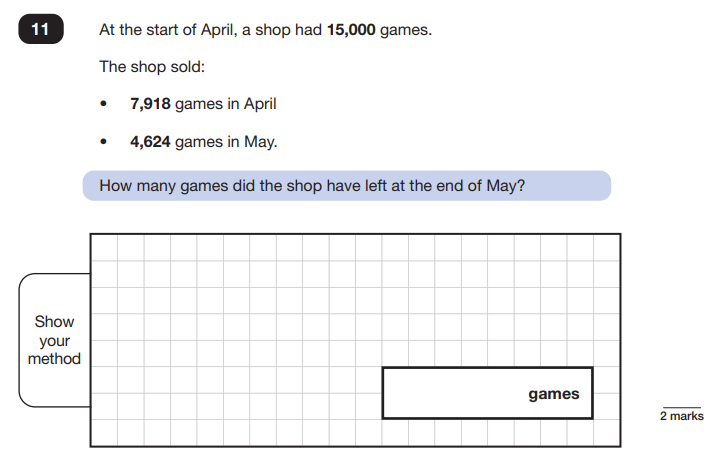 11
At the start of April, a shop had 15,000 games.
The shop sold:
• 7,918 games in April
• 4,624 games in May.
How many games did the shop have left at the end of May?
Show
your
method
games
2 marks